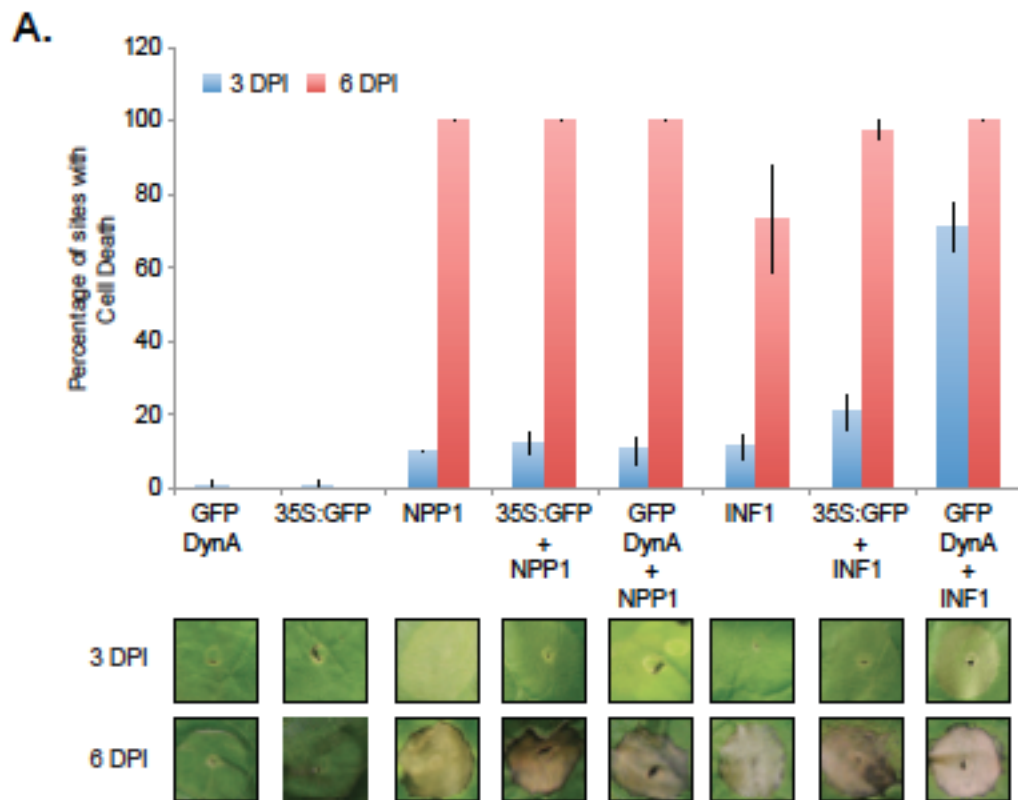 A.
120
100
80
60
40
20
0
Percentage of sites with
Cell Death
3 DPI 6 DPI
GFP DynA
35S:GFP
NPP1
35S:GFP + NPP1
GFP DynA + NPP1
INF1
35S:GFP + INF1
GFP DynA + INF1
3 DPI
6 DPI